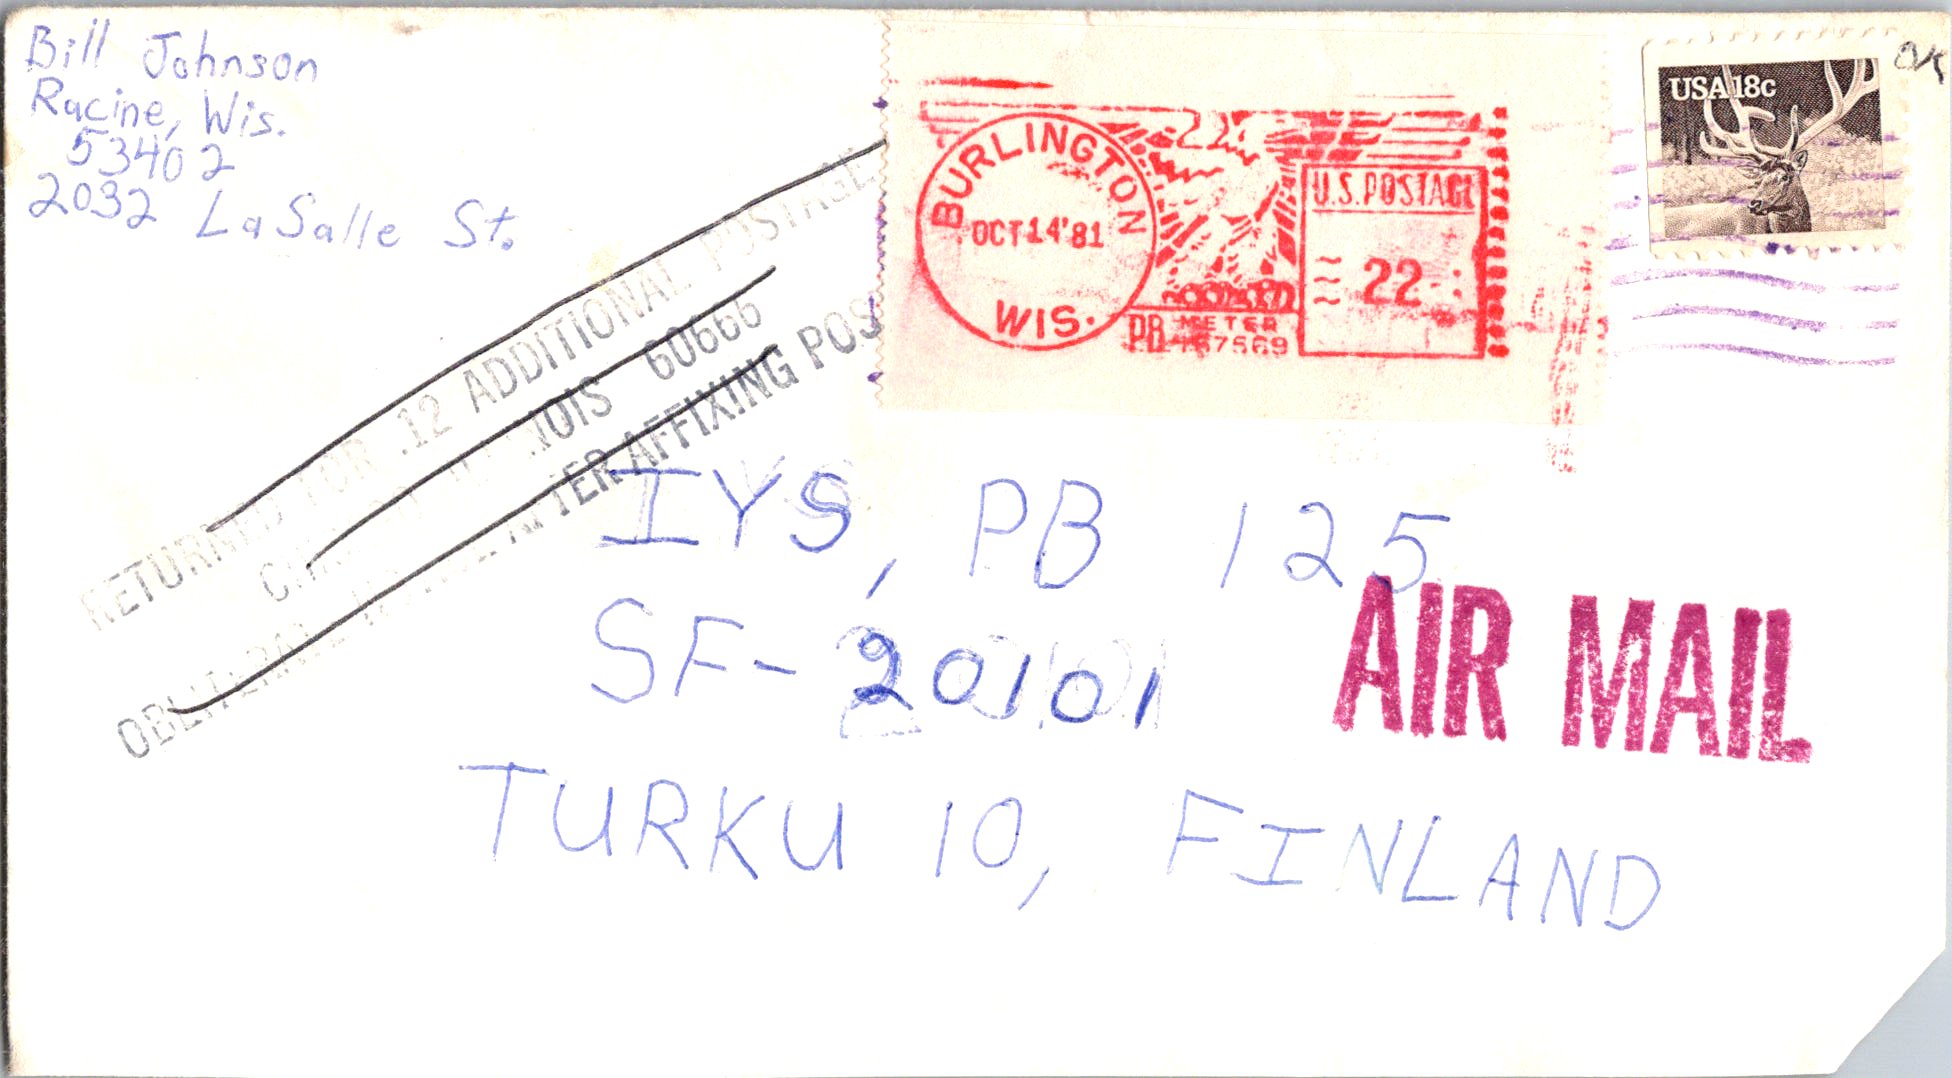 Bill Johnson
Racine, Wis.
53402
2032 LaSalle St.
BURLINGTON
OCT 14 '81
WIS.
PB METER
U.S. POSTAGE
22
USA 18c
OK
RETURNED FOR .12 ADDITIONAL POSTAGE
CHICAGO ILLINOIS 60666
AFTER AFFIXING POS
IYS, PB 125
SF-20101
TURKU 10, FINLAND
AIR MAIL